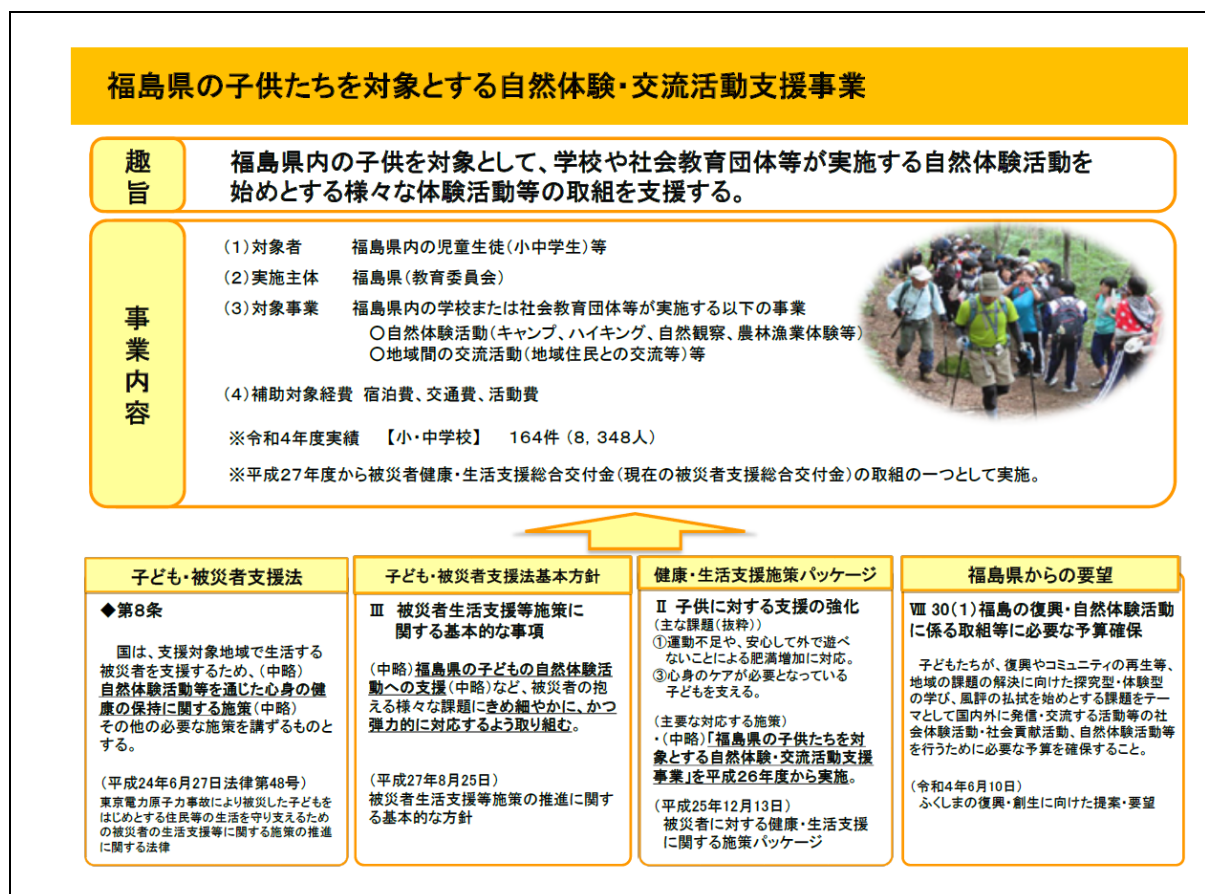 福島県の子供たちを対象とする自然体験・交流活動支援事業
趣旨
福島県内の子供を対象として、学校や社会教育団体等が実施する自然体験活動を
始めとする様々な体験活動等の取組を支援する。
事業内容
(1)対象者 福島県内の児童生徒(小中学生)等
(2)実施主体 福島県(教育委員会)
(3)対象事業 福島県内の学校または社会教育団体等が実施する以下の事業
○自然体験活動(キャンプ、ハイキング、自然観察、農林漁業体験等)
○地域間の交流活動(地域住民との交流等)等
(4)補助対象経費 宿泊費、交通費、活動費
※令和4年度実績 【小・中学校】 164件 (8,348人)
※平成27年度から被災者健康・生活支援総合交付金(現在の被災者支援総合交付金)の取組の一つとして実施。
子ども・被災者支援法
◆第8条
国は、支援対象地域で生活する
被災者を支援するため、(中略)
自然体験活動等を通じた心身の健
康の保持に関する施策(中略)
その他の必要な施策を講ずるものと
する。
(平成24年6月27日法律第48号)
東京電力原子力事故により被災した子どもを
はじめとする住民等の生活を守り支えるため
の被災者の生活支援等に関する施策の推進
に関する法律
子ども・被災者支援法基本方針
Ⅲ 被災者生活支援等施策に
関する基本的な事項
(中略)福島県の子どもの自然体験活
動への支援(中略)など、被災者の抱
える様々な課題にきめ細やかに、かつ
弾力的に対応するよう取り組む。
(平成27年8月25日)
被災者生活支援等施策の推進に関す
る基本的な方針
健康・生活支援施策パッケージ
Ⅱ 子供に対する支援の強化
(主な課題(抜粋))
①運動不足や、安心して外で遊べ
ないことによる肥満増加に対応。
③心身のケアが必要となっている
子どもを支える。
(主要な対応する施策)
・(中略)「福島県の子供たちを対
象とする自然体験・交流活動支援
事業」を平成26年度から実施。
(平成25年12月13日)
被災者に対する健康・生活支援
に関する施策パッケージ
福島県からの要望
Ⅷ 30(1)福島の復興・自然体験活動
に係る取組等に必要な予算確保
子どもたちが、復興やコミュニティの再生等、
地域の課題の解決に向けた探究型・体験型
の学び、風評の払拭を始めとする課題をテー
マとして国内外に発信・交流する活動等の社
会体験活動・社会貢献活動、自然体験活動等
を行うために必要な予算を確保すること。
(令和4年6月10日)
ふくしまの復興・創生に向けた提案・要望